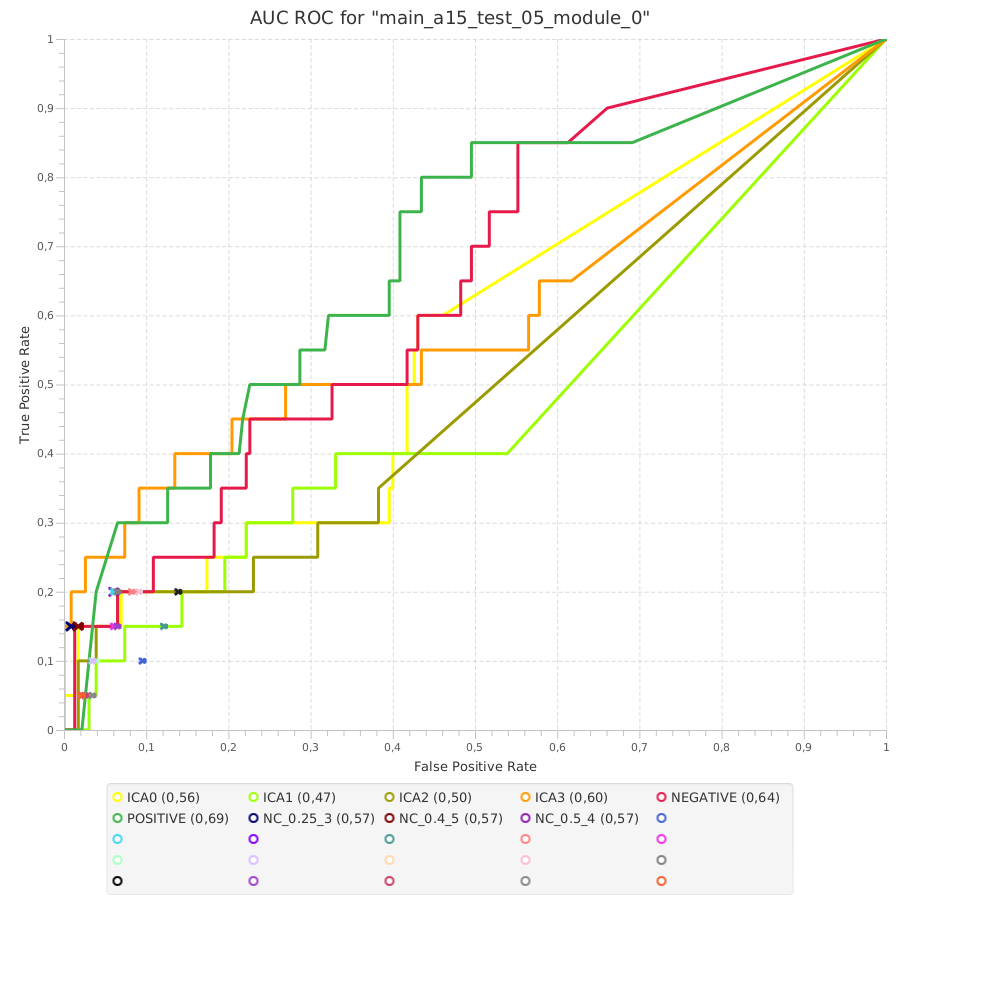 AUC ROC for "main_a15_test_05_module_0"
1
0,9
0,8
0,7
0,6
0,5
0,4
0,3
0,2
0,1
0
True Positive Rate
0 0,1 0,2 0,3 0,4 0,5 0,6 0,7 0,8 0,9 1
False Positive Rate
ICA0 (0,56) ICA1 (0,47) ICA2 (0,50) ICA3 (0,60) NEGATIVE (0,64)
POSITIVE (0,69) NC_0.25_3 (0,57) NC_0.4_5 (0,57) NC_0.5_4 (0,57)